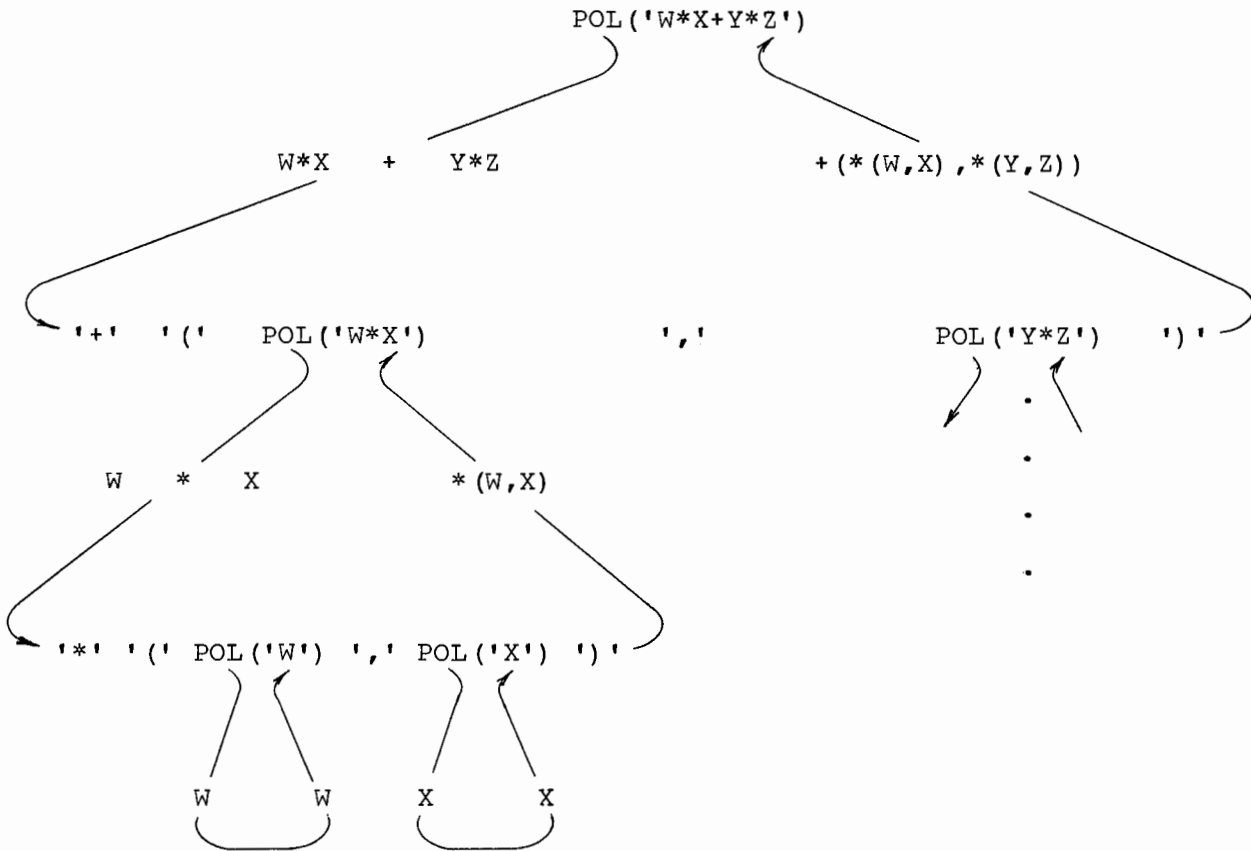 POL('W*X+Y*Z')
W*X + Y*Z +(*(W,X),*(Y,Z))
'+' '(' POL('W*X') ',' POL('Y*Z') ')'
W * X *(W,X)
'*' '(' POL('W') ',' POL('X') ')'
W W X X